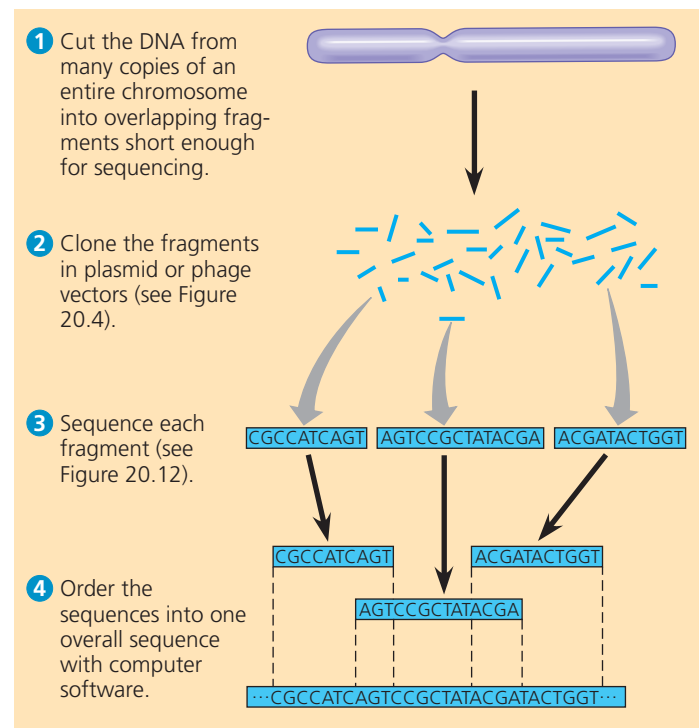 1 Cut the DNA from
many copies of an
entire chromosome
into overlapping frag-
ments short enough
for sequencing.
2 Clone the fragments
in plasmid or phage
vectors (see Figure
20.4).
3 Sequence each
fragment (see
Figure 20.12).
CGCCATCAGT AGTCCGCTATACGA ACGATACTGGT
CGCCATCAGT ACGATACTGGT
4 Order the
sequences into one
overall sequence
with computer
software.
AGTCCGCTATACGA
···CGCCATCAGTCCGCTATACGATACTGGT···